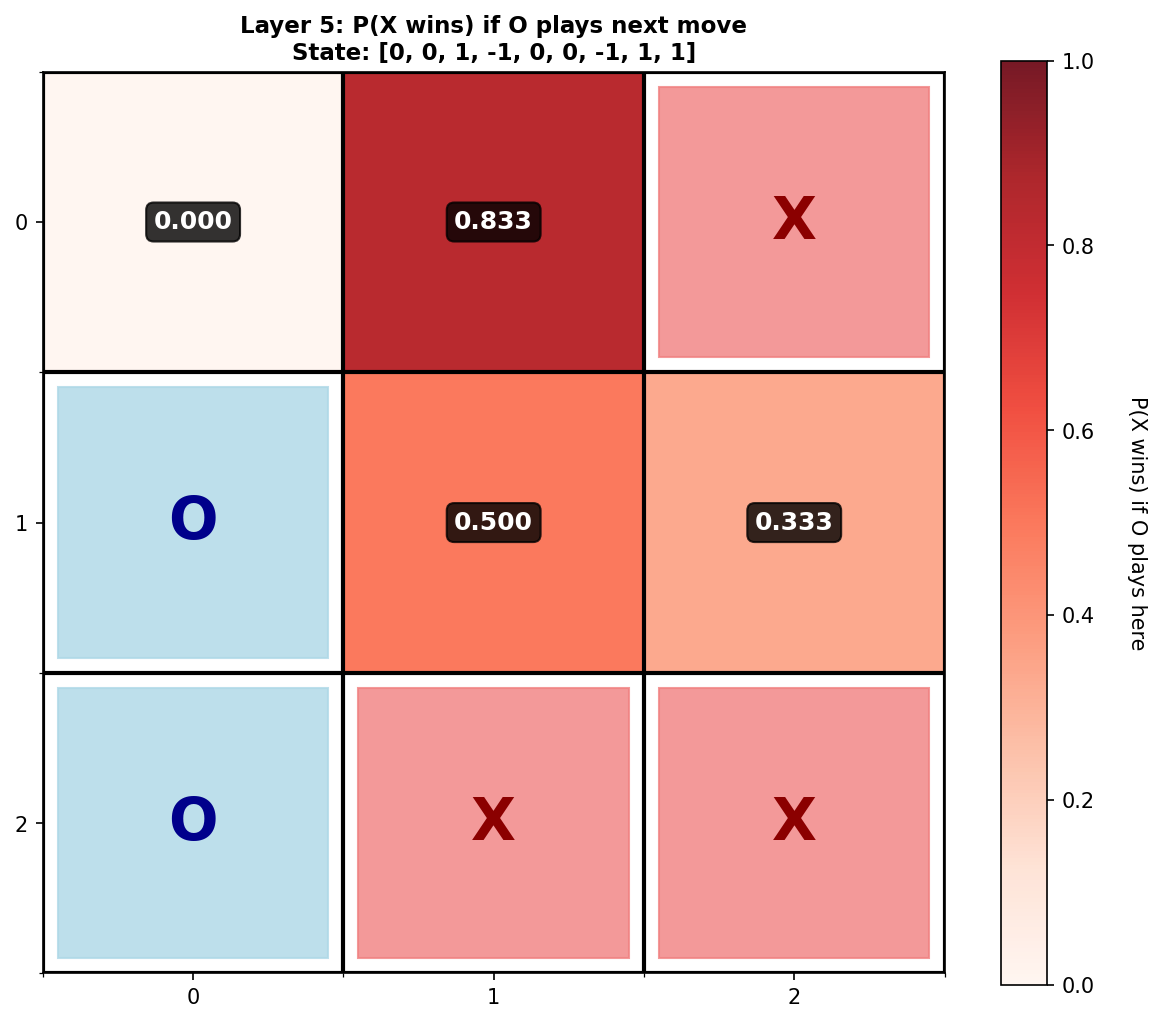 Layer 5: P(X wins) if O plays next move
State: [0, 0, 1, -1, 0, 0, -1, 1, 1]
0
0.000
0.833
X
1
O
0.500
0.333
2
O
X
X
0
1
2
1.0
0.8
0.6
0.4
0.2
0.0
P(X wins) if O plays here